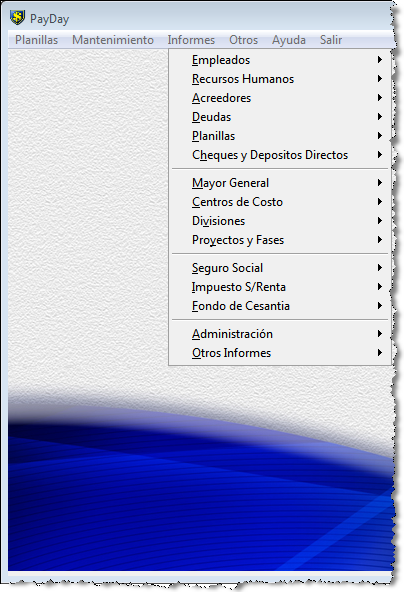 PayDay
Planillas Mantenimiento Informes Otros Ayuda Salir
Empleados
Recursos Humanos
Acreedores
Deudas
Planillas
Cheques y Depositos Directos
Mayor General
Centros de Costo
Divisiones
Proyectos y Fases
Seguro Social
Impuesto S/Renta
Fondo de Cesantia
Administración
Otros Informes